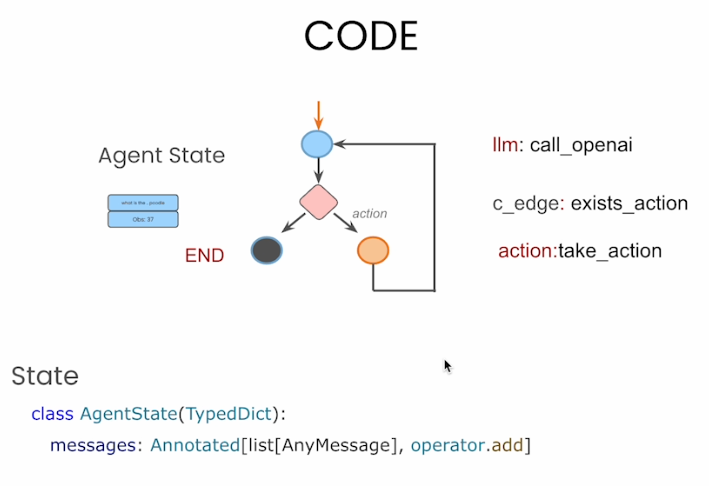 CODE
Agent State
what is the . poodle
Obs: 37
action
END
llm: call_openai
c_edge: exists_action
action:take_action
State
class AgentState(TypedDict):
messages: Annotated[list[AnyMessage], operator.add]